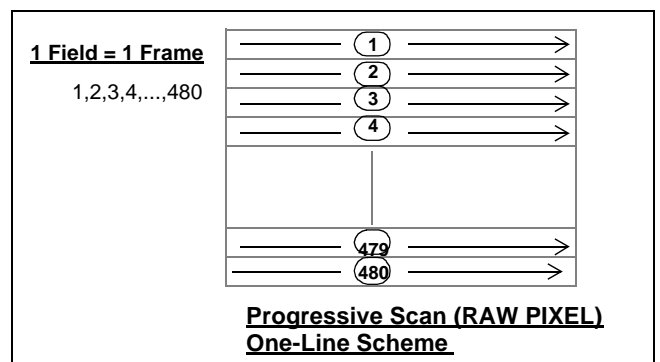 1 Field = 1 Frame
1,2,3,4,...,480
1
2
3
4
479
480
Progressive Scan (RAW PIXEL)
One-Line Scheme